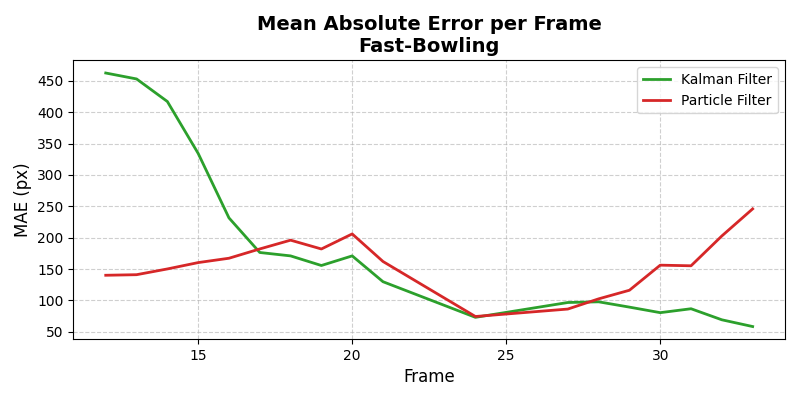 Mean Absolute Error per Frame
Fast-Bowling
Kalman Filter
Particle Filter
MAE (px)
450
400
350
300
250
200
150
100
50
15 20 25 30
Frame